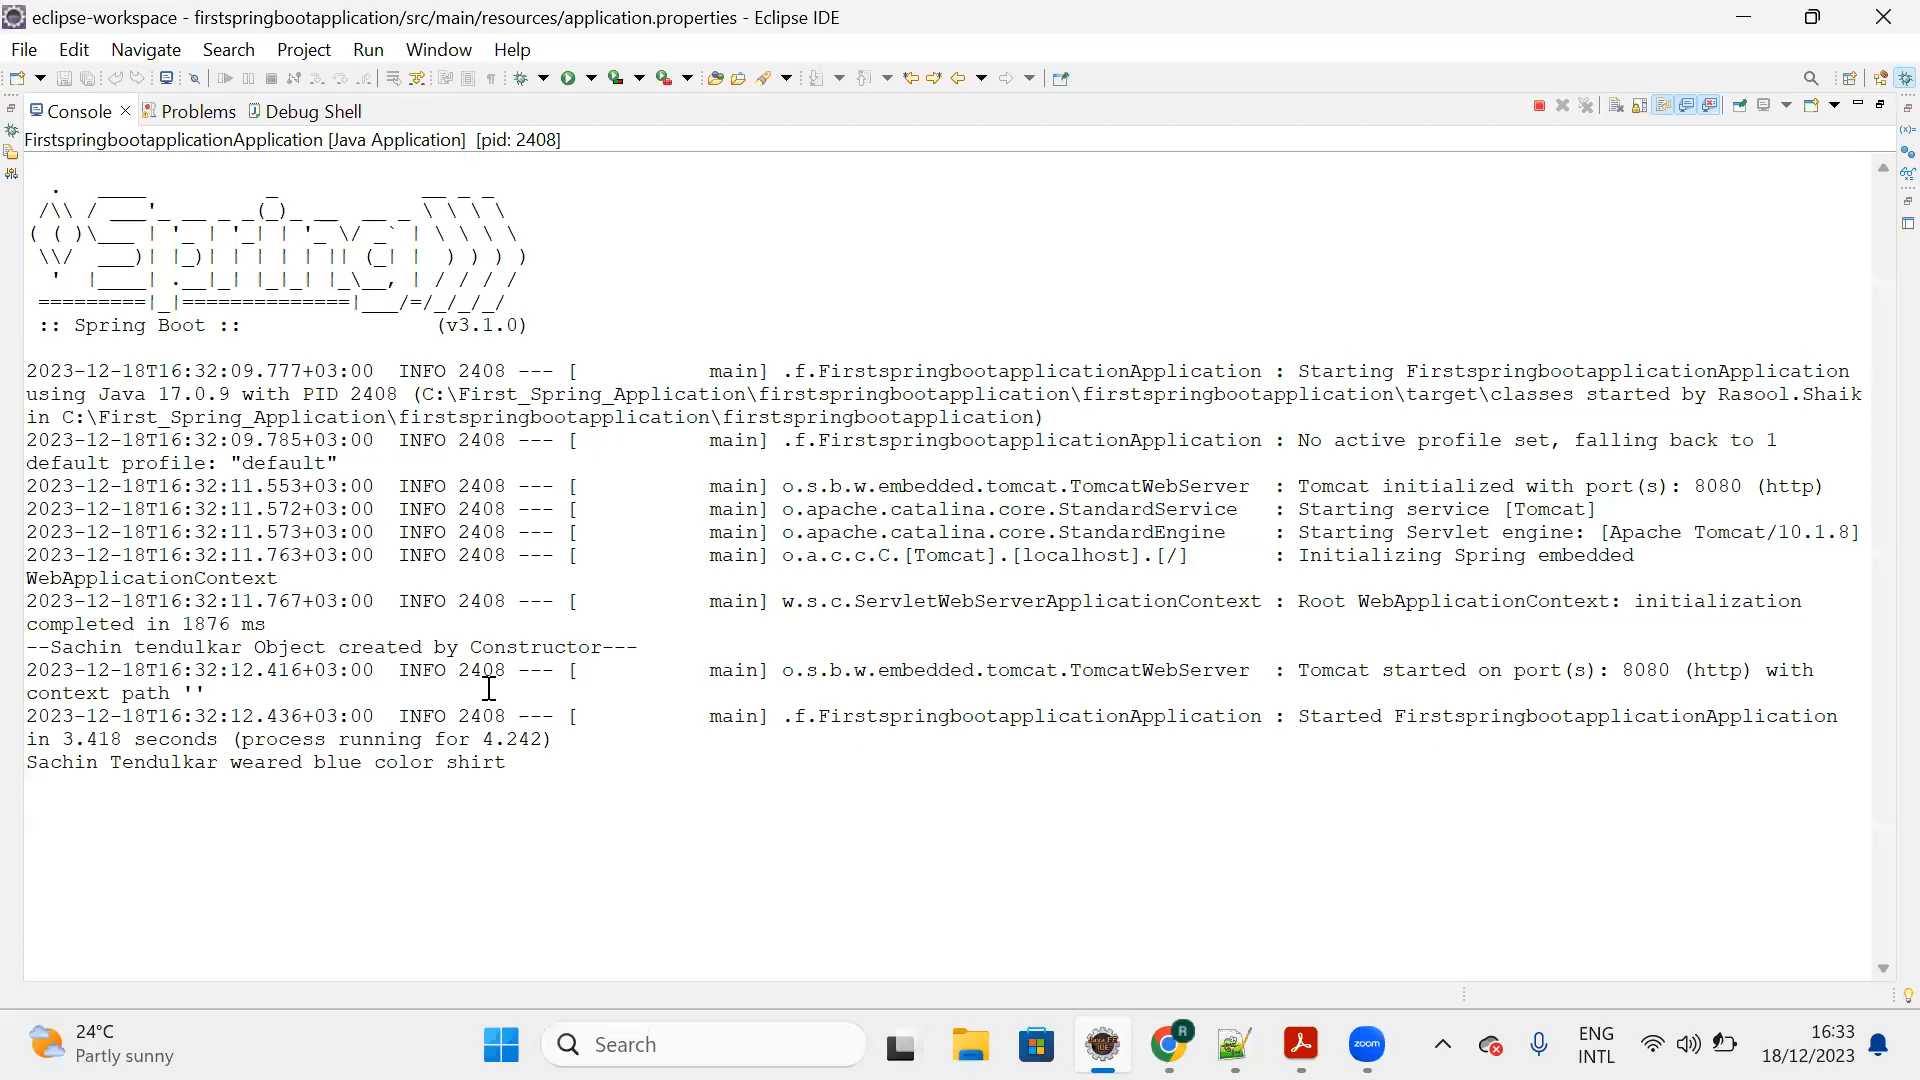 eclipse-workspace - firstspringbootapplication/src/main/resources/application.properties - Eclipse IDE
File Edit Navigate Search Project Run Window Help
Console Problems Debug Shell
FirstspringbootapplicationApplication [Java Application] [pid: 2408]
  .   ____          _            __ _ _
 /\\ / ___'_ __ _ _(_)_ __  __ _ \ \ \ \
( ( )\___ | '_ | '_| | '_ \/ _` | \ \ \ \
 \\/  ___)| |_)| | | | | || (_| |  ) ) ) )
  '  |____| .__|_| |_|_| |_\__, | / / / /
 =========|_|==============|___/=/_/_/_/
 :: Spring Boot ::                (v3.1.0)
2023-12-18T16:32:09.777+03:00  INFO 2408 --- [           main] .f.FirstspringbootapplicationApplication : Starting FirstspringbootapplicationApplication
using Java 17.0.9 with PID 2408 (C:\First_Spring_Application\firstspringbootapplication\firstspringbootapplication\target\classes started by Rasool.Shaik
in C:\First_Spring_Application\firstspringbootapplication\firstspringbootapplication)
2023-12-18T16:32:09.785+03:00  INFO 2408 --- [           main] .f.FirstspringbootapplicationApplication : No active profile set, falling back to 1
default profile: "default"
2023-12-18T16:32:11.553+03:00  INFO 2408 --- [           main] o.s.b.w.embedded.tomcat.TomcatWebServer  : Tomcat initialized with port(s): 8080 (http)
2023-12-18T16:32:11.572+03:00  INFO 2408 --- [           main] o.apache.catalina.core.StandardService   : Starting service [Tomcat]
2023-12-18T16:32:11.573+03:00  INFO 2408 --- [           main] o.apache.catalina.core.StandardEngine    : Starting Servlet engine: [Apache Tomcat/10.1.8]
2023-12-18T16:32:11.763+03:00  INFO 2408 --- [           main] o.a.c.c.C.[Tomcat].[localhost].[/]       : Initializing Spring embedded
WebApplicationContext
2023-12-18T16:32:11.767+03:00  INFO 2408 --- [           main] w.s.c.ServletWebServerApplicationContext : Root WebApplicationContext: initialization
completed in 1876 ms
--Sachin tendulkar Object created by Constructor---
2023-12-18T16:32:12.416+03:00  INFO 2408 --- [           main] o.s.b.w.embedded.tomcat.TomcatWebServer  : Tomcat started on port(s): 8080 (http) with
context path ''
2023-12-18T16:32:12.436+03:00  INFO 2408 --- [           main] .f.FirstspringbootapplicationApplication : Started FirstspringbootapplicationApplication
in 3.418 seconds (process running for 4.242)
Sachin Tendulkar weared blue color shirt
24°C
Partly sunny
Search
R
zoom
ENG
INTL
16:33
18/12/2023